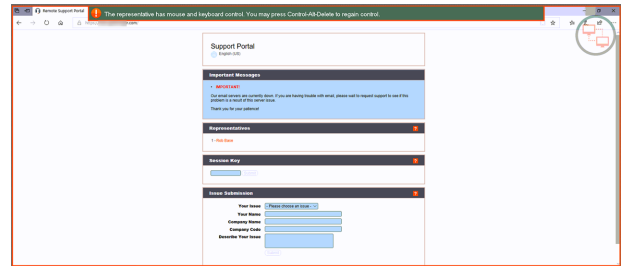 Remote Support Portal
The representative has mouse and keyboard control. You may press Control-Alt-Delete to regain control.
Support Portal
English (US)
Important Messages
IMPORTANT!
Our email servers are currently down. If you are having trouble with email, please wait to request support to see if this
problem is a result of this server issue.
Thank you for your patience!
Representatives
Session Key
Issue Submission
Your Issue
- Please choose an issue -
Your Name
Company Name
Company Code
Describe Your Issue